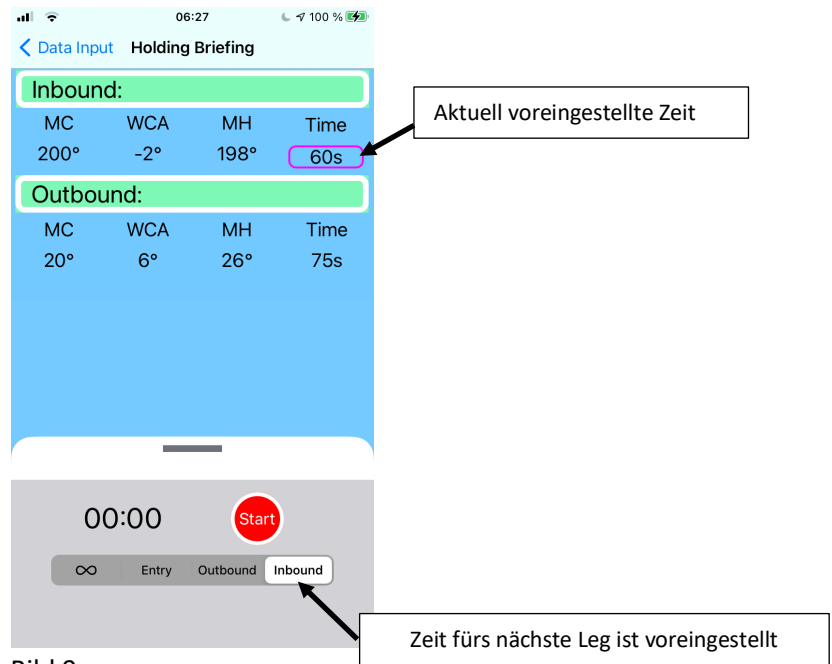 06:27 100 %
Data Input Holding Briefing
Inbound:
MC WCA MH Time
200° -2° 198° 60s
Aktuell voreingestellte Zeit
Outbound:
MC WCA MH Time
20° 6° 26° 75s
00:00 Start
∞ Entry Outbound Inbound
Zeit fürs nächste Leg ist voreingestellt